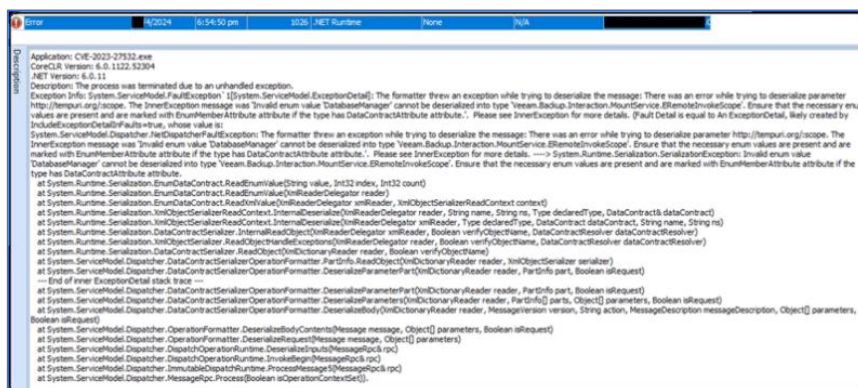 Error /4/2024 6:54:50 pm 1026 .NET Runtime None N/A
Description
Application: CVE-2023-27532.exe
CoreCLR Version: 6.0.1122.52304
.NET Version: 6.0.11
Description: The process was terminated due to an unhandled exception.
Exception Info: System.ServiceModel.FaultException`1[System.ServiceModel.ExceptionDetail]: The formatter threw an exception while trying to deserialize the message: There was an error while trying to deserialize parameter
http://tempuri.org/:scope. The InnerException message was 'Invalid enum value 'DatabaseManager' cannot be deserialized into type 'Veeam.Backup.Interaction.MountService.ERemoteInvokeScope'. Ensure that the necessary enu
values are present and are marked with EnumMemberAttribute attribute if the type has DataContractAttribute attribute.'. Please see InnerException for more details. (Fault Detail is equal to An ExceptionDetail, likely created by
IncludeExceptionDetailInFaults=true, whose value is:
System.ServiceModel.Dispatcher.NetDispatcherFaultException: The formatter threw an exception while trying to deserialize the message: There was an error while trying to deserialize parameter http://tempuri.org/:scope. The
InnerException message was 'Invalid enum value 'DatabaseManager' cannot be deserialized into type 'Veeam.Backup.Interaction.MountService.ERemoteInvokeScope'. Ensure that the necessary enum values are present and are
marked with EnumMemberAttribute attribute if the type has DataContractAttribute attribute.'. Please see InnerException for more details. ----> System.Runtime.Serialization.SerializationException: Invalid enum value
'DatabaseManager' cannot be deserialized into type 'Veeam.Backup.Interaction.MountService.ERemoteInvokeScope'. Ensure that the necessary enum values are present and are marked with EnumMemberAttribute attribute if the
type has DataContractAttribute attribute.
at System.Runtime.Serialization.EnumDataContract.ReadEnumValue(String value, Int32 index, Int32 count)
at System.Runtime.Serialization.EnumDataContract.ReadEnumValue(XmlReaderDelegator reader)
at System.Runtime.Serialization.EnumDataContract.ReadXmlValue(XmlReaderDelegator xmlReader, XmlObjectSerializerReadContext context)
at System.Runtime.Serialization.XmlObjectSerializerReadContext.InternalDeserialize(XmlReaderDelegator reader, String name, String ns, Type declaredType, DataContract& dataContract)
at System.Runtime.Serialization.XmlObjectSerializerReadContext.InternalDeserialize(XmlReaderDelegator xmlReader, Type declaredType, DataContract dataContract, String name, String ns)
at System.Runtime.Serialization.DataContractSerializer.InternalReadObject(XmlReaderDelegator xmlReader, Boolean verifyObjectName, DataContractResolver dataContractResolver)
at System.Runtime.Serialization.XmlObjectSerializer.ReadObjectHandleExceptions(XmlReaderDelegator reader, Boolean verifyObjectName, DataContractResolver dataContractResolver)
at System.Runtime.Serialization.DataContractSerializer.ReadObject(XmlDictionaryReader reader, Boolean verifyObjectName)
at System.ServiceModel.Dispatcher.DataContractSerializerOperationFormatter.PartInfo.ReadObject(XmlDictionaryReader reader, XmlObjectSerializer serializer)
at System.ServiceModel.Dispatcher.DataContractSerializerOperationFormatter.DeserializeParameterPart(XmlDictionaryReader reader, PartInfo part, Boolean isRequest)
--- End of inner ExceptionDetail stack trace ---
at System.ServiceModel.Dispatcher.DataContractSerializerOperationFormatter.DeserializeParameterPart(XmlDictionaryReader reader, PartInfo part, Boolean isRequest)
at System.ServiceModel.Dispatcher.DataContractSerializerOperationFormatter.DeserializeParameters(XmlDictionaryReader reader, PartInfo[] parts, Object[] parameters, Boolean isRequest)
at System.ServiceModel.Dispatcher.DataContractSerializerOperationFormatter.DeserializeBody(XmlDictionaryReader reader, MessageVersion version, String action, MessageDescription messageDescription, Object[] parameters,
Boolean isRequest)
at System.ServiceModel.Dispatcher.OperationFormatter.DeserializeBodyContents(Message message, Object[] parameters, Boolean isRequest)
at System.ServiceModel.Dispatcher.OperationFormatter.DeserializeRequest(Message message, Object[] parameters)
at System.ServiceModel.Dispatcher.DispatchOperationRuntime.DeserializeInputs(MessageRpc& rpc)
at System.ServiceModel.Dispatcher.DispatchOperationRuntime.InvokeBegin(MessageRpc& rpc)
at System.ServiceModel.Dispatcher.ImmutableDispatchRuntime.ProcessMessage5(MessageRpc& rpc)
at System.ServiceModel.Dispatcher.MessageRpc.Process(Boolean isOperationContextSet)).